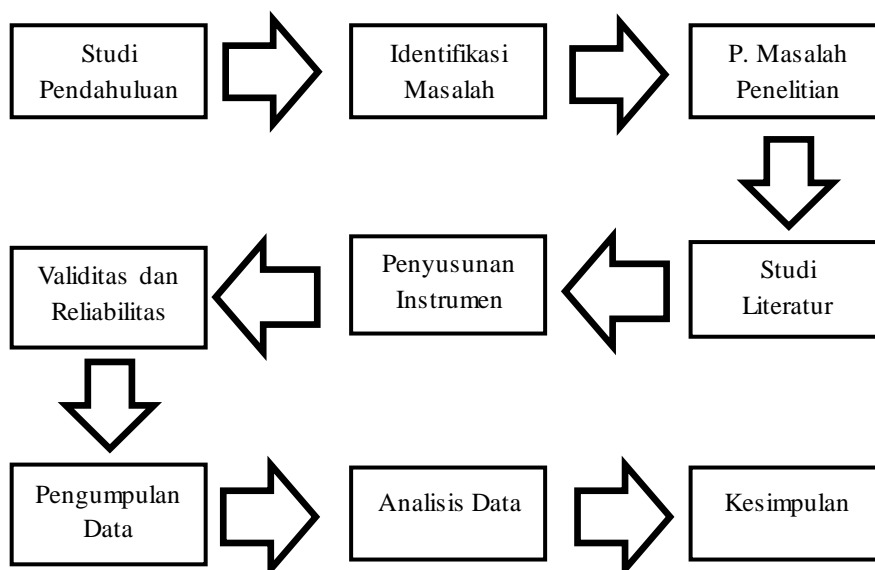 Studi
Pendahuluan
Identifikasi
Masalah
P. Masalah
Penelitian
Studi
Literatur
Penyusunan
Instrumen
Validitas dan
Reliabilitas
Pengumpulan
Data
Analisis Data
Kesimpulan